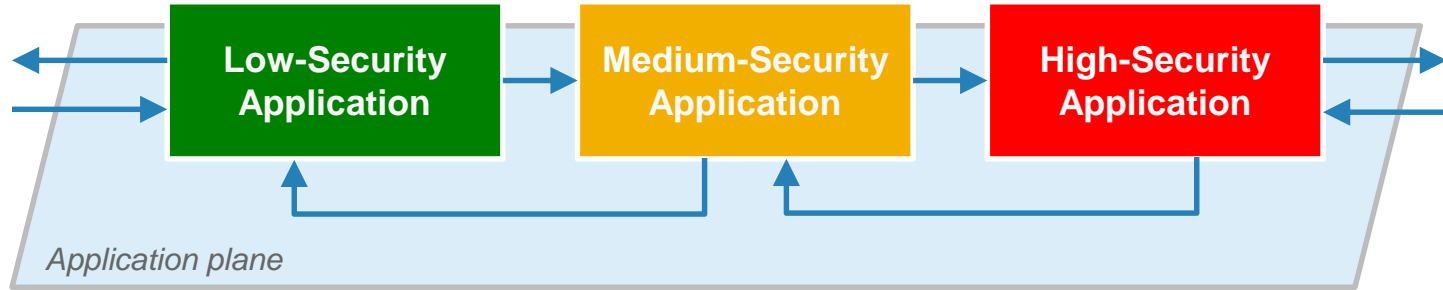 Low-Security
Application
Medium-Security
Application
High-Security
Application
Application plane